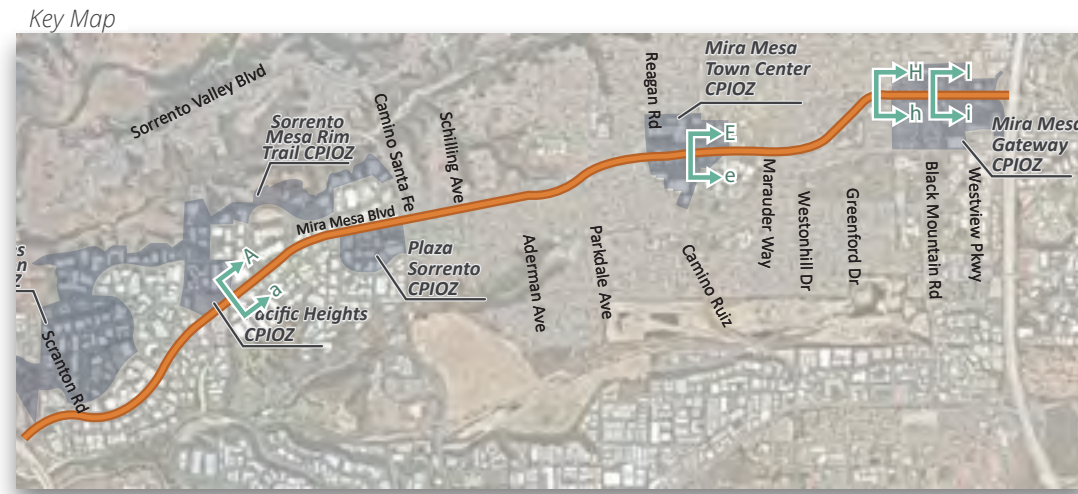 Key Map
Sorrento Valley Blvd
Sorrento
Mesa Rim
Trail CPIOZ
Camino Santa Fe
Schilling Ave
Reagan Rd
Mira Mesa
Town Center
CPIOZ
H
h
I
i
Mira Mesa
Gateway
CPIOZ
E
e
Mira Mesa Blvd
A
a
Plaza
Sorrento
CPIOZ
acific Heights
CPIOZ
s
n
Z
Scranton Rd
Aderman Ave
Parkdale Ave
Camino Ruiz
Marauder Way
Westonhill Dr
Greenford Dr
Black Mountain Rd
Westview Pkwy